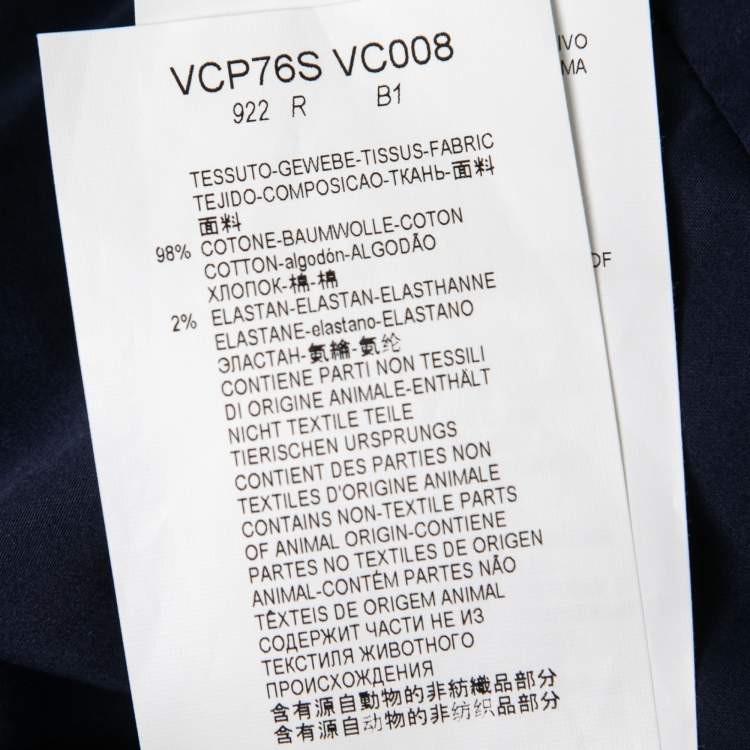 VCP76S VC008
922 R B1
TESSUTO-GEWEBE-TISSUS-FABRIC
TEJIDO-COMPOSICAO-ТКАНЬ-面料
面料
98% COTONE-BAUMWOLLE-COTON
COTTON-algodón-ALGODÃO
ХЛОПОК-棉-棉
2% ELASTAN-ELASTAN-ELASTHANNE
ELASTANE-elastano-ELASTANO
ЭЛАСТАН-氨綸-氨纶
CONTIENE PARTI NON TESSILI
DI ORIGINE ANIMALE-ENTHÄLT
NICHT TEXTILE TEILE
TIERISCHEN URSPRUNGS
CONTIENT DES PARTIES NON
TEXTILES D'ORIGINE ANIMALE
CONTAINS NON-TEXTILE PARTS
OF ANIMAL ORIGIN-CONTIENE
PARTES NO TEXTILES DE ORIGEN
ANIMAL-CONTÉM PARTES NÃO
TÊXTEIS DE ORIGEM ANIMAL
СОДЕРЖИТ ЧАСТИ НЕ ИЗ
ТЕКСТИЛЯ ЖИВОТНОГО
ПРОИСХОЖДЕНИЯ
含有源自動物的非紡織品部分
含有源自动物的非纺织品部分
IVO
MA
OF